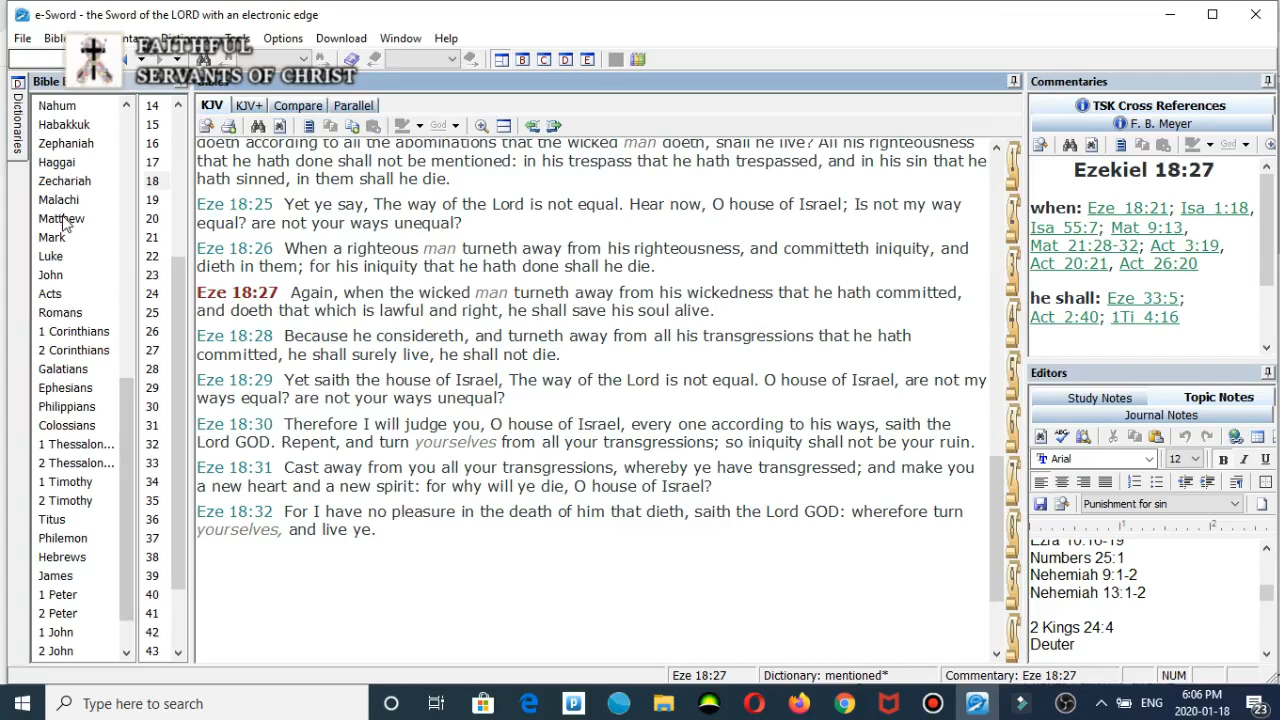 e-Sword - the Sword of the LORD with an electronic edge
File Bib Tools Options Download Window Help
FAITHFUL
SERVANTS OF CHRIST
Dictionaries
Bible
Nahum
Habakkuk
Zephaniah
Haggai
Zechariah
Malachi
Matthew
Mark
Luke
John
Acts
Romans
1 Corinthians
2 Corinthians
Galatians
Ephesians
Philippians
Colossians
1 Thessalon...
2 Thessalon...
1 Timothy
2 Timothy
Titus
Philemon
Hebrews
James
1 Peter
2 Peter
1 John
2 John
14
15
16
17
18
19
20
21
22
23
24
25
26
27
28
29
30
31
32
33
34
35
36
37
38
39
40
41
42
43
KJV KJV+ Compare Parallel
God
doeth according to all the abominations that the wicked man doeth, shall he live? All his righteousness
that he hath done shall not be mentioned: in his trespass that he hath trespassed, and in his sin that he
hath sinned, in them shall he die.
Eze 18:25 Yet ye say, The way of the Lord is not equal. Hear now, O house of Israel; Is not my way
equal? are not your ways unequal?
Eze 18:26 When a righteous man turneth away from his righteousness, and committeth iniquity, and
dieth in them; for his iniquity that he hath done shall he die.
Eze 18:27 Again, when the wicked man turneth away from his wickedness that he hath committed,
and doeth that which is lawful and right, he shall save his soul alive.
Eze 18:28 Because he considereth, and turneth away from all his transgressions that he hath
committed, he shall surely live, he shall not die.
Eze 18:29 Yet saith the house of Israel, The way of the Lord is not equal. O house of Israel, are not my
ways equal? are not your ways unequal?
Eze 18:30 Therefore I will judge you, O house of Israel, every one according to his ways, saith the
Lord GOD. Repent, and turn yourselves from all your transgressions; so iniquity shall not be your ruin.
Eze 18:31 Cast away from you all your transgressions, whereby ye have transgressed; and make you
a new heart and a new spirit: for why will ye die, O house of Israel?
Eze 18:32 For I have no pleasure in the death of him that dieth, saith the Lord GOD: wherefore turn
yourselves, and live ye.
1
2
3
4
5
6
7
8
9
0
Commentaries
TSK Cross References
F. B. Meyer
God
Ezekiel 18:27
when: Eze 18:21; Isa 1:18,
Isa 55:7; Mat 9:13,
Mat 21:28-32; Act 3:19,
Act 20:21, Act 26:20
he shall: Eze 33:5;
Act 2:40; 1Ti 4:16
Editors
Study Notes Topic Notes
Journal Notes
Arial 12 B I U
Punishment for sin
1 2
Ezra 10:16-19
Numbers 25:1
Nehemiah 9:1-2
Nehemiah 13:1-2
2 Kings 24:4
Deuter
Eze 18:27 Dictionary: mentioned* Commentary: Eze 18:27 NUM
Type here to search
ENG
6:06 PM
2020-01-18
23